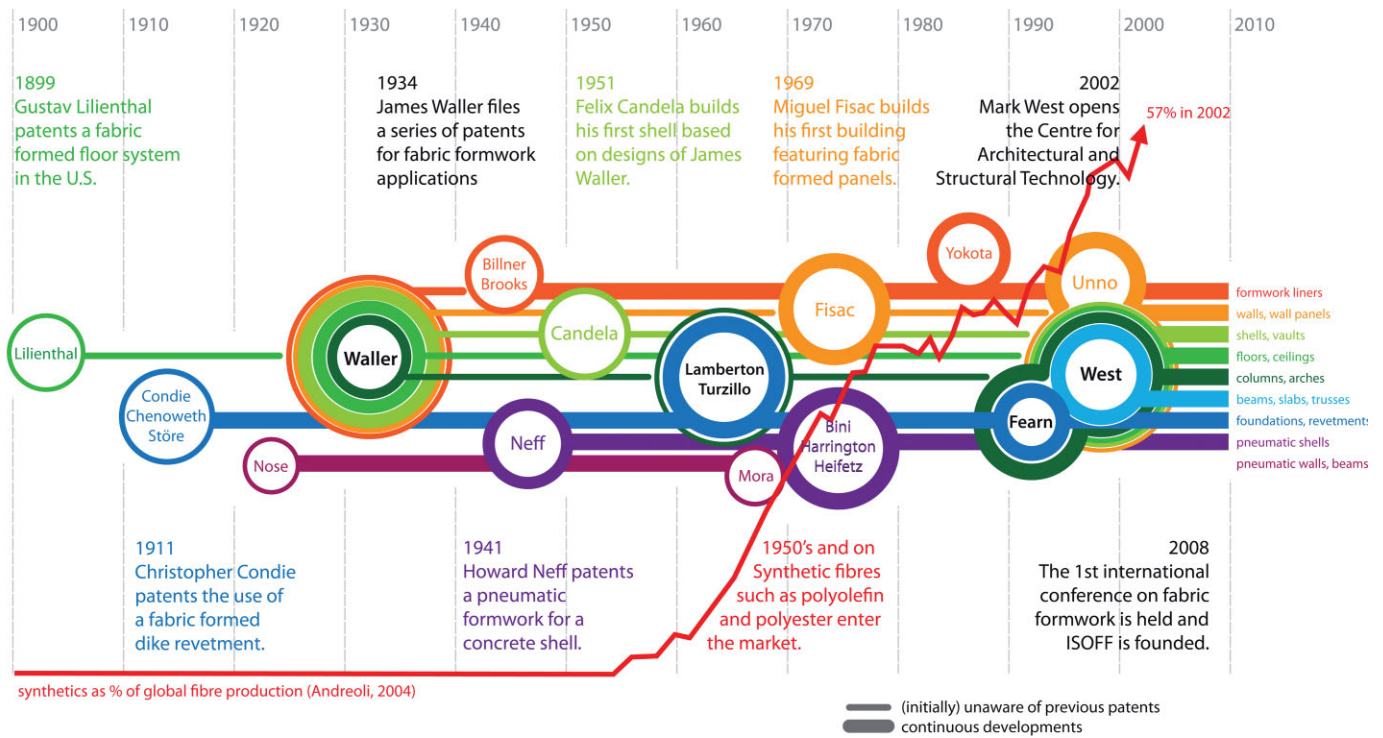 1900
1910
1920
1930
1940
1950
1960
1970
1980
1990
2000
2010
1899
Gustav Lilienthal
patents a fabric
formed floor system
in the U.S.
1934
James Waller files
a series of patents
for fabric formwork
applications
1951
Felix Candela builds
his first shell based
on designs of James
Waller.
1969
Miguel Fisac builds
his first building
featuring fabric
formed panels.
2002
Mark West opens
the Centre for
Architectural and
Structural Technology.
57% in 2002
Lilienthal
Condie
Chenoweth
Störe
Nose
Waller
Billner
Brooks
Neff
Candela
Lamberton
Turzillo
Mora
Fisac
Bini
Harrington
Heifetz
Yokota
Fearn
Unno
West
formwork liners
walls, wall panels
shells, vaults
floors, ceilings
columns, arches
beams, slabs, trusses
foundations, revetments
pneumatic shells
pneumatic walls, beams
1911
Christopher Condie
patents the use of
a fabric formed
dike revetment.
1941
Howard Neff patents
a pneumatic
formwork for a
concrete shell.
1950's and on
Synthetic fibres
such as polyolefin
and polyester enter
the market.
2008
The 1st international
conference on fabric
formwork is held and
ISOFF is founded.
synthetics as % of global fibre production (Andreoli, 2004)
(initially) unaware of previous patents
continuous developments